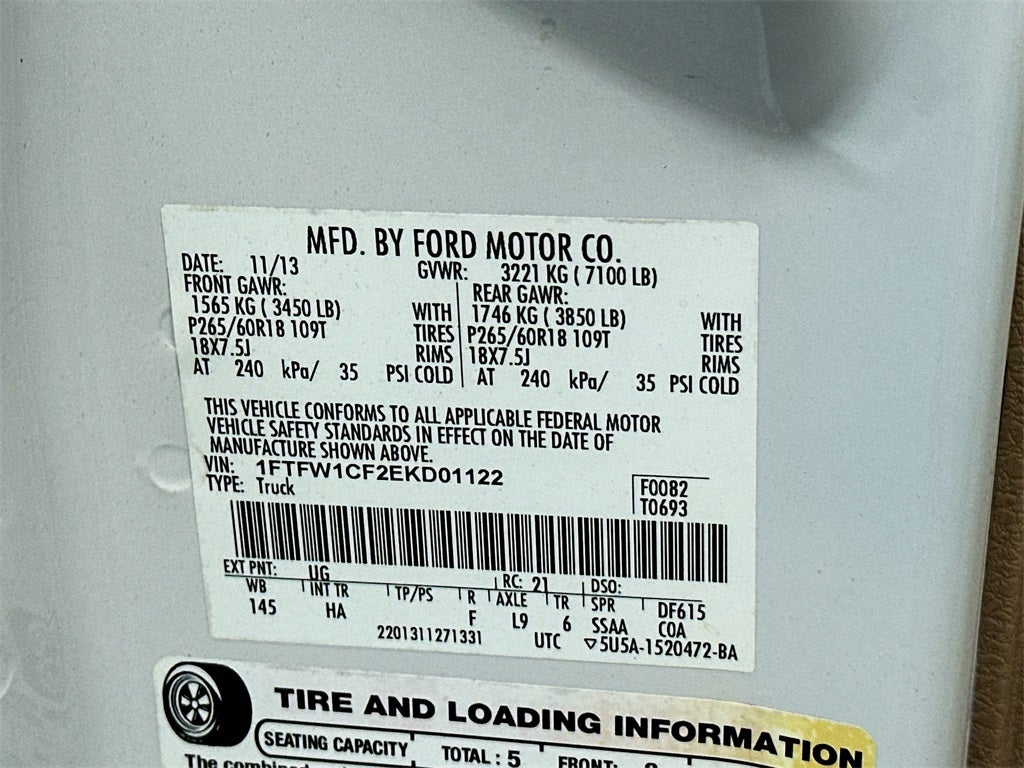 MFD. BY FORD MOTOR CO.
DATE: 11/13 GVWR: 3221 KG ( 7100 LB)
FRONT GAWR: REAR GAWR:
1565 KG ( 3450 LB) WITH 1746 KG ( 3850 LB) WITH
P265/60R18 109T TIRES P265/60R18 109T TIRES
18X7.5J RIMS 18X7.5J RIMS
AT 240 kPa/ 35 PSI COLD AT 240 kPa/ 35 PSI COLD
THIS VEHICLE CONFORMS TO ALL APPLICABLE FEDERAL MOTOR
VEHICLE SAFETY STANDARDS IN EFFECT ON THE DATE OF
MANUFACTURE SHOWN ABOVE.
VIN: 1FTFW1CF2EKD01122
TYPE: Truck
F0082
T0693
EXT PNT: UG RC: 21 DSO:
WB INT TR TP/PS R AXLE TR SPR DF615
145 HA F L9 6 SSAA COA
2201311271331 UTC ▽5U5A-1520472-BA
TIRE AND LOADING INFORMATION
SEATING CAPACITY TOTAL : 5 FRONT:
The combined